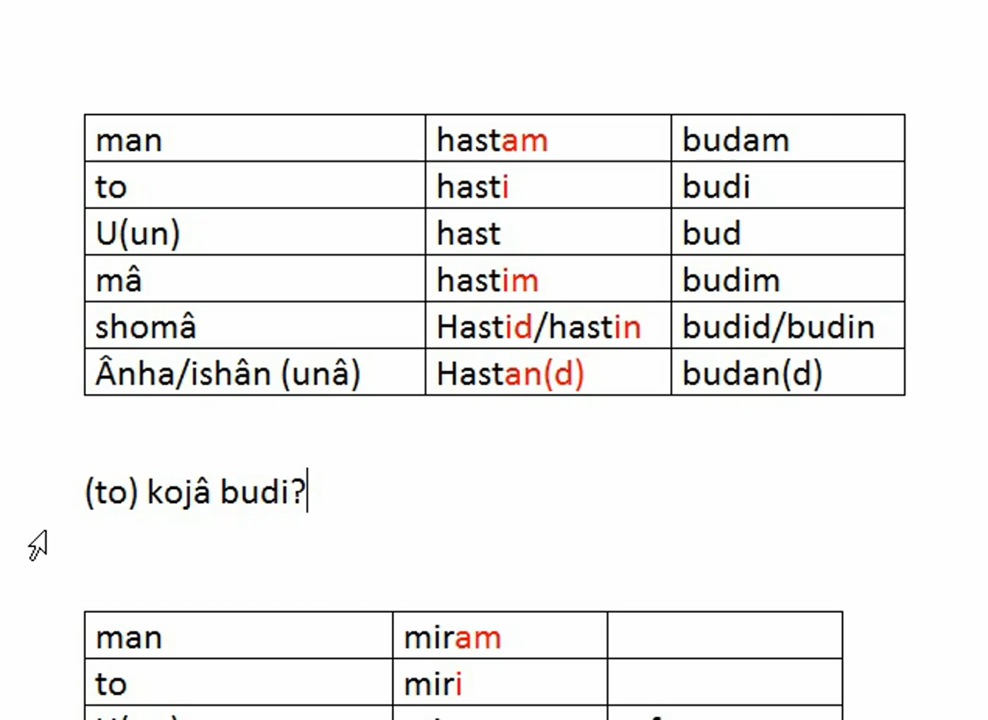 man hastam budam
to hasti budi
U(un) hast bud
mâ hastim budim
shomâ Hastid/hastin budid/budin
Ânha/ishân (unâ) Hastan(d) budan(d)
(to) kojâ budi?
man miram
to miri
U(un)